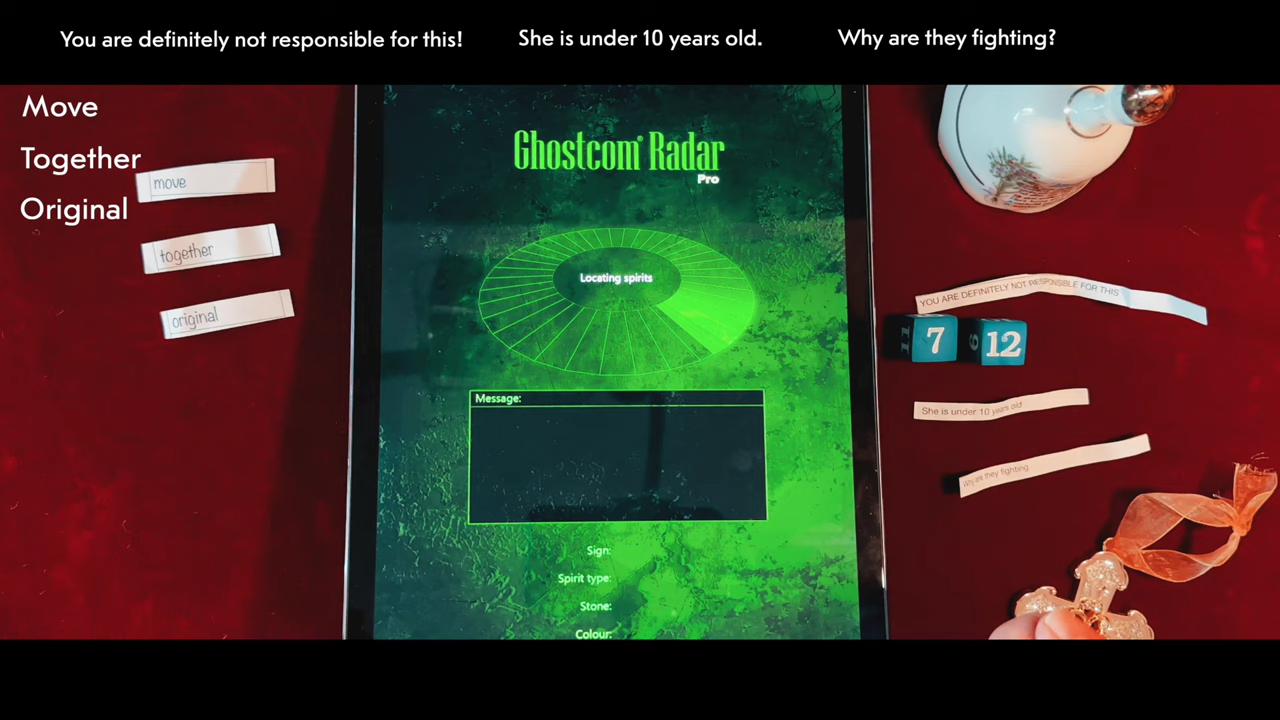 You are definitely not responsible for this!
She is under 10 years old.
Why are they fighting?
Move
Together
Original
move
together
original
Ghostcom® Radar
Pro
Locating spirits
Message:
Sign:
Spirit type:
Stone:
Colour:
YOU ARE DEFINITELY NOT RESPONSIBLE FOR THIS
11 7 6 12
She is under 10 years old
Why are they fighting